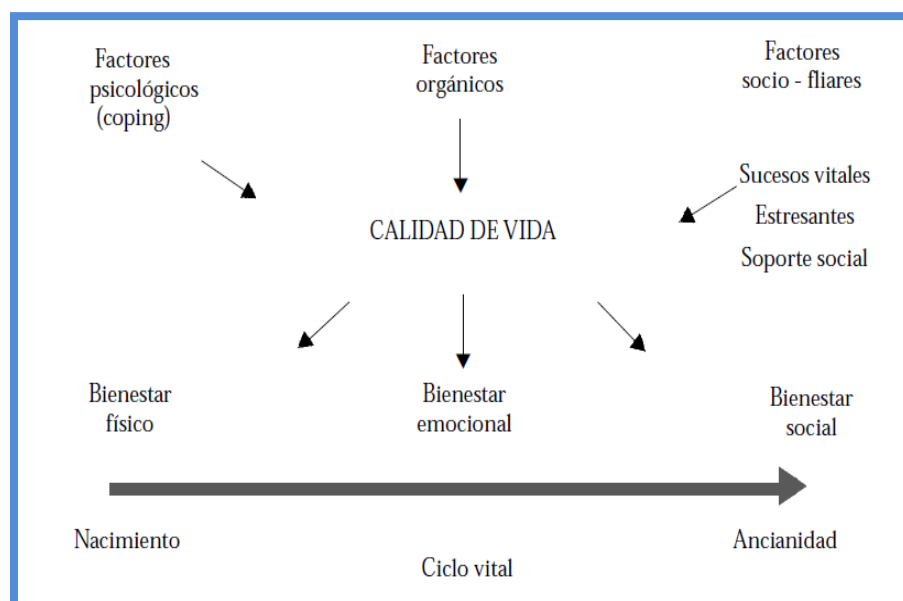 Factores
psicológicos
(coping)
Factores
orgánicos
Factores
socio - fliares
Sucesos vitales
Estresantes
Soporte social
CALIDAD DE VIDA
Bienestar
físico
Bienestar
emocional
Bienestar
social
Nacimiento
Ancianidad
Ciclo vital